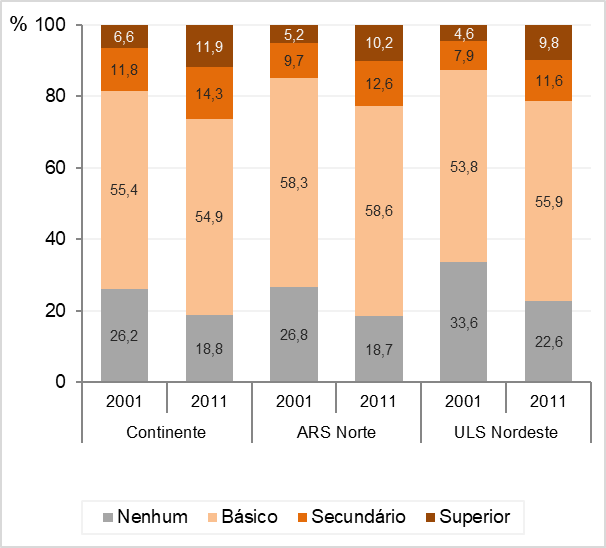 % 100
80
60
40
20
0
6,6 11,9 5,2 10,2 4,6 9,8
11,8 14,3 9,7 12,6 7,9 11,6
55,4 54,9 58,3 58,6 53,8 55,9
26,2 18,8 26,8 18,7 33,6 22,6
2001 2011 2001 2011 2001 2011
Continente ARS Norte ULS Nordeste
Nenhum Básico Secundário Superior